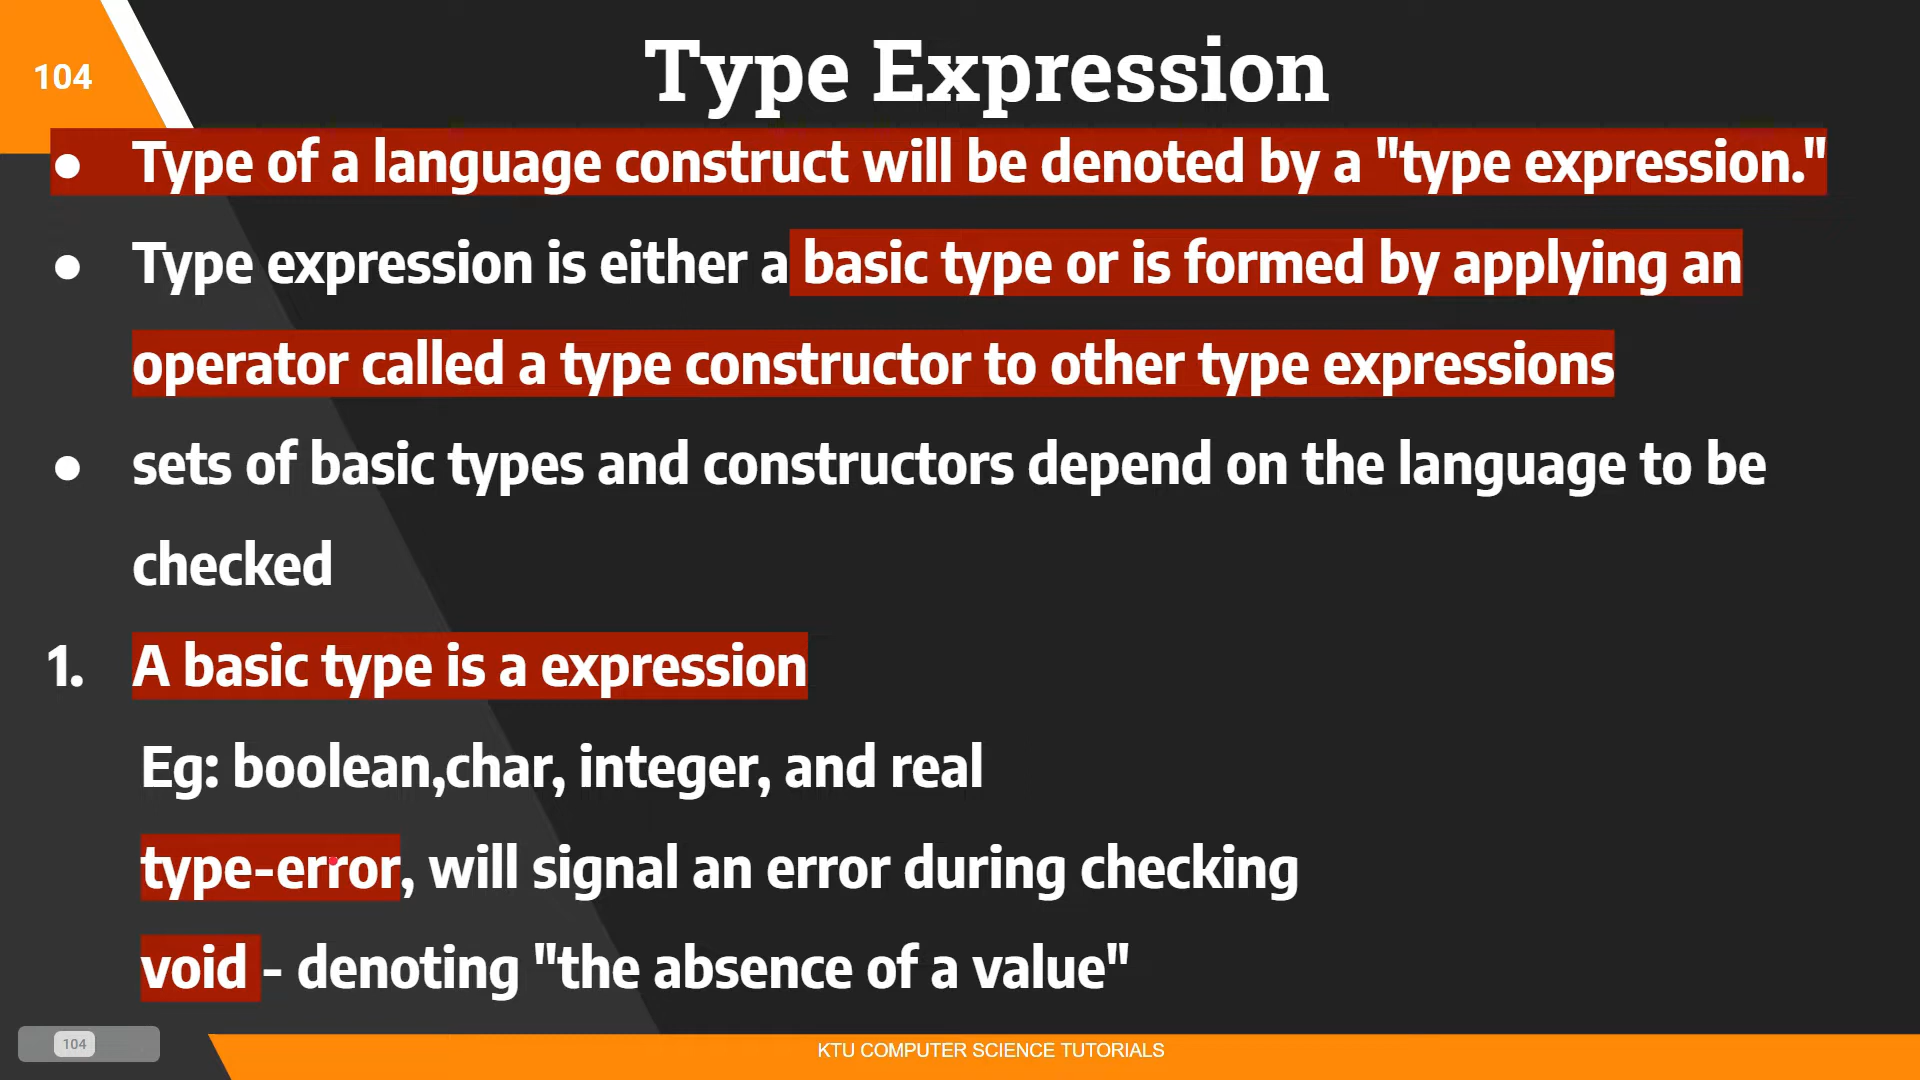 104
Type Expression
● Type of a language construct will be denoted by a "type expression."
● Type expression is either a basic type or is formed by applying an
operator called a type constructor to other type expressions
● sets of basic types and constructors depend on the language to be
checked
1. A basic type is a expression
Eg: boolean,char, integer, and real
type-error, will signal an error during checking
void - denoting "the absence of a value"
104
KTU COMPUTER SCIENCE TUTORIALS